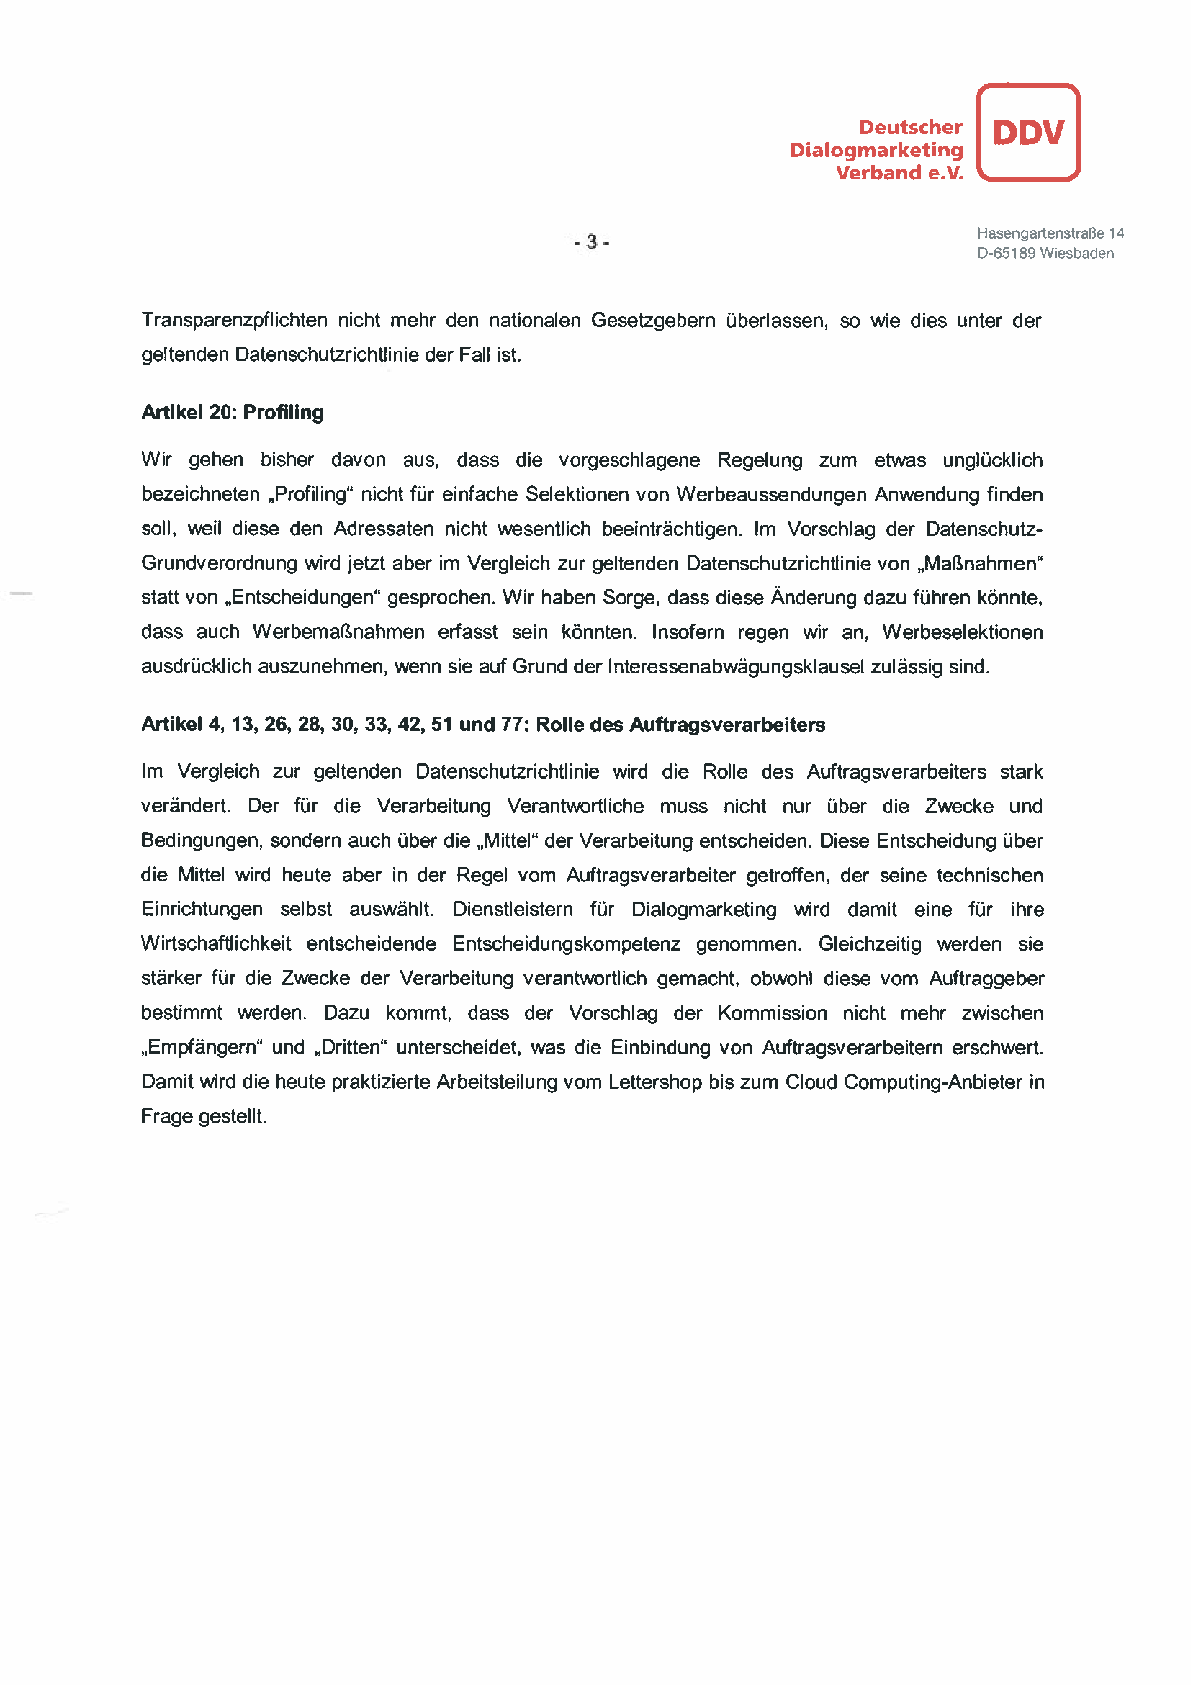 Deutscher
Dialogmarketing
Verband e.V.
DDV
- 3 -
Hasengartenstraße 14
D-65189 Wiesbaden
Transparenzpflichten nicht mehr den nationalen Gesetzgebern überlassen, so wie dies unter der
geltenden Datenschutzrichtlinie der Fall ist.
Artikel 20: Profiling
Wir gehen bisher davon aus, dass die vorgeschlagene Regelung zum etwas unglücklich
bezeichneten „Profiling“ nicht für einfache Selektionen von Werbeaussendungen Anwendung finden
soll, weil diese den Adressaten nicht wesentlich beeinträchtigen. Im Vorschlag der Datenschutz-
Grundverordnung wird jetzt aber im Vergleich zur geltenden Datenschutzrichtlinie von „Maßnahmen“
statt von „Entscheidungen“ gesprochen. Wir haben Sorge, dass diese Änderung dazu führen könnte,
dass auch Werbemaßnahmen erfasst sein könnten. Insofern regen wir an, Werbeselektionen
ausdrücklich auszunehmen, wenn sie auf Grund der Interessenabwägungsklausel zulässig sind.
Artikel 4, 13, 26, 28, 30, 33, 42, 51 und 77: Rolle des Auftragsverarbeiters
Im Vergleich zur geltenden Datenschutzrichtlinie wird die Rolle des Auftragsverarbeiters stark
verändert. Der für die Verarbeitung Verantwortliche muss nicht nur über die Zwecke und
Bedingungen, sondern auch über die „Mittel“ der Verarbeitung entscheiden. Diese Entscheidung über
die Mittel wird heute aber in der Regel vom Auftragsverarbeiter getroffen, der seine technischen
Einrichtungen selbst auswählt. Dienstleistern für Dialogmarketing wird damit eine für ihre
Wirtschaftlichkeit entscheidende Entscheidungskompetenz genommen. Gleichzeitig werden sie
stärker für die Zwecke der Verarbeitung verantwortlich gemacht, obwohl diese vom Auftraggeber
bestimmt werden. Dazu kommt, dass der Vorschlag der Kommission nicht mehr zwischen
„Empfängern“ und „Dritten“ unterscheidet, was die Einbindung von Auftragsverarbeitern erschwert.
Damit wird die heute praktizierte Arbeitsteilung vom Lettershop bis zum Cloud Computing-Anbieter in
Frage gestellt.